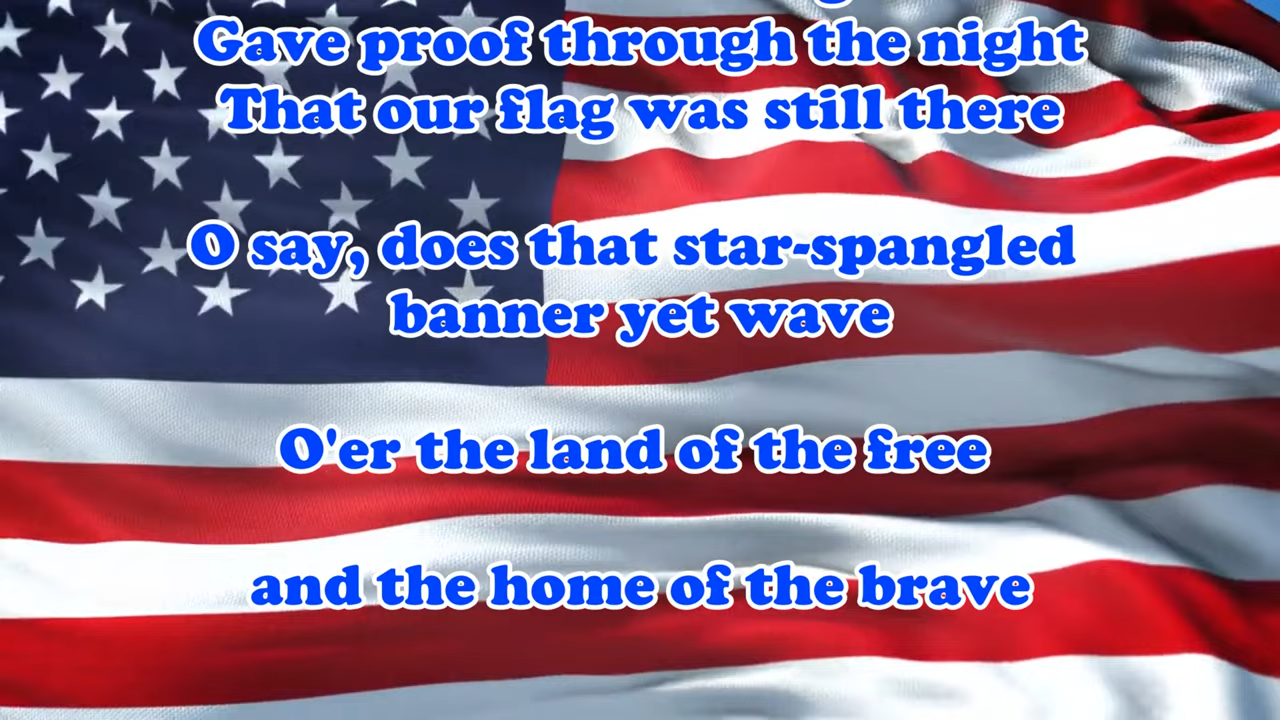 Gave proof through the night
That our flag was still there
O say, does that star-spangled
banner yet wave
O'er the land of the free
and the home of the brave